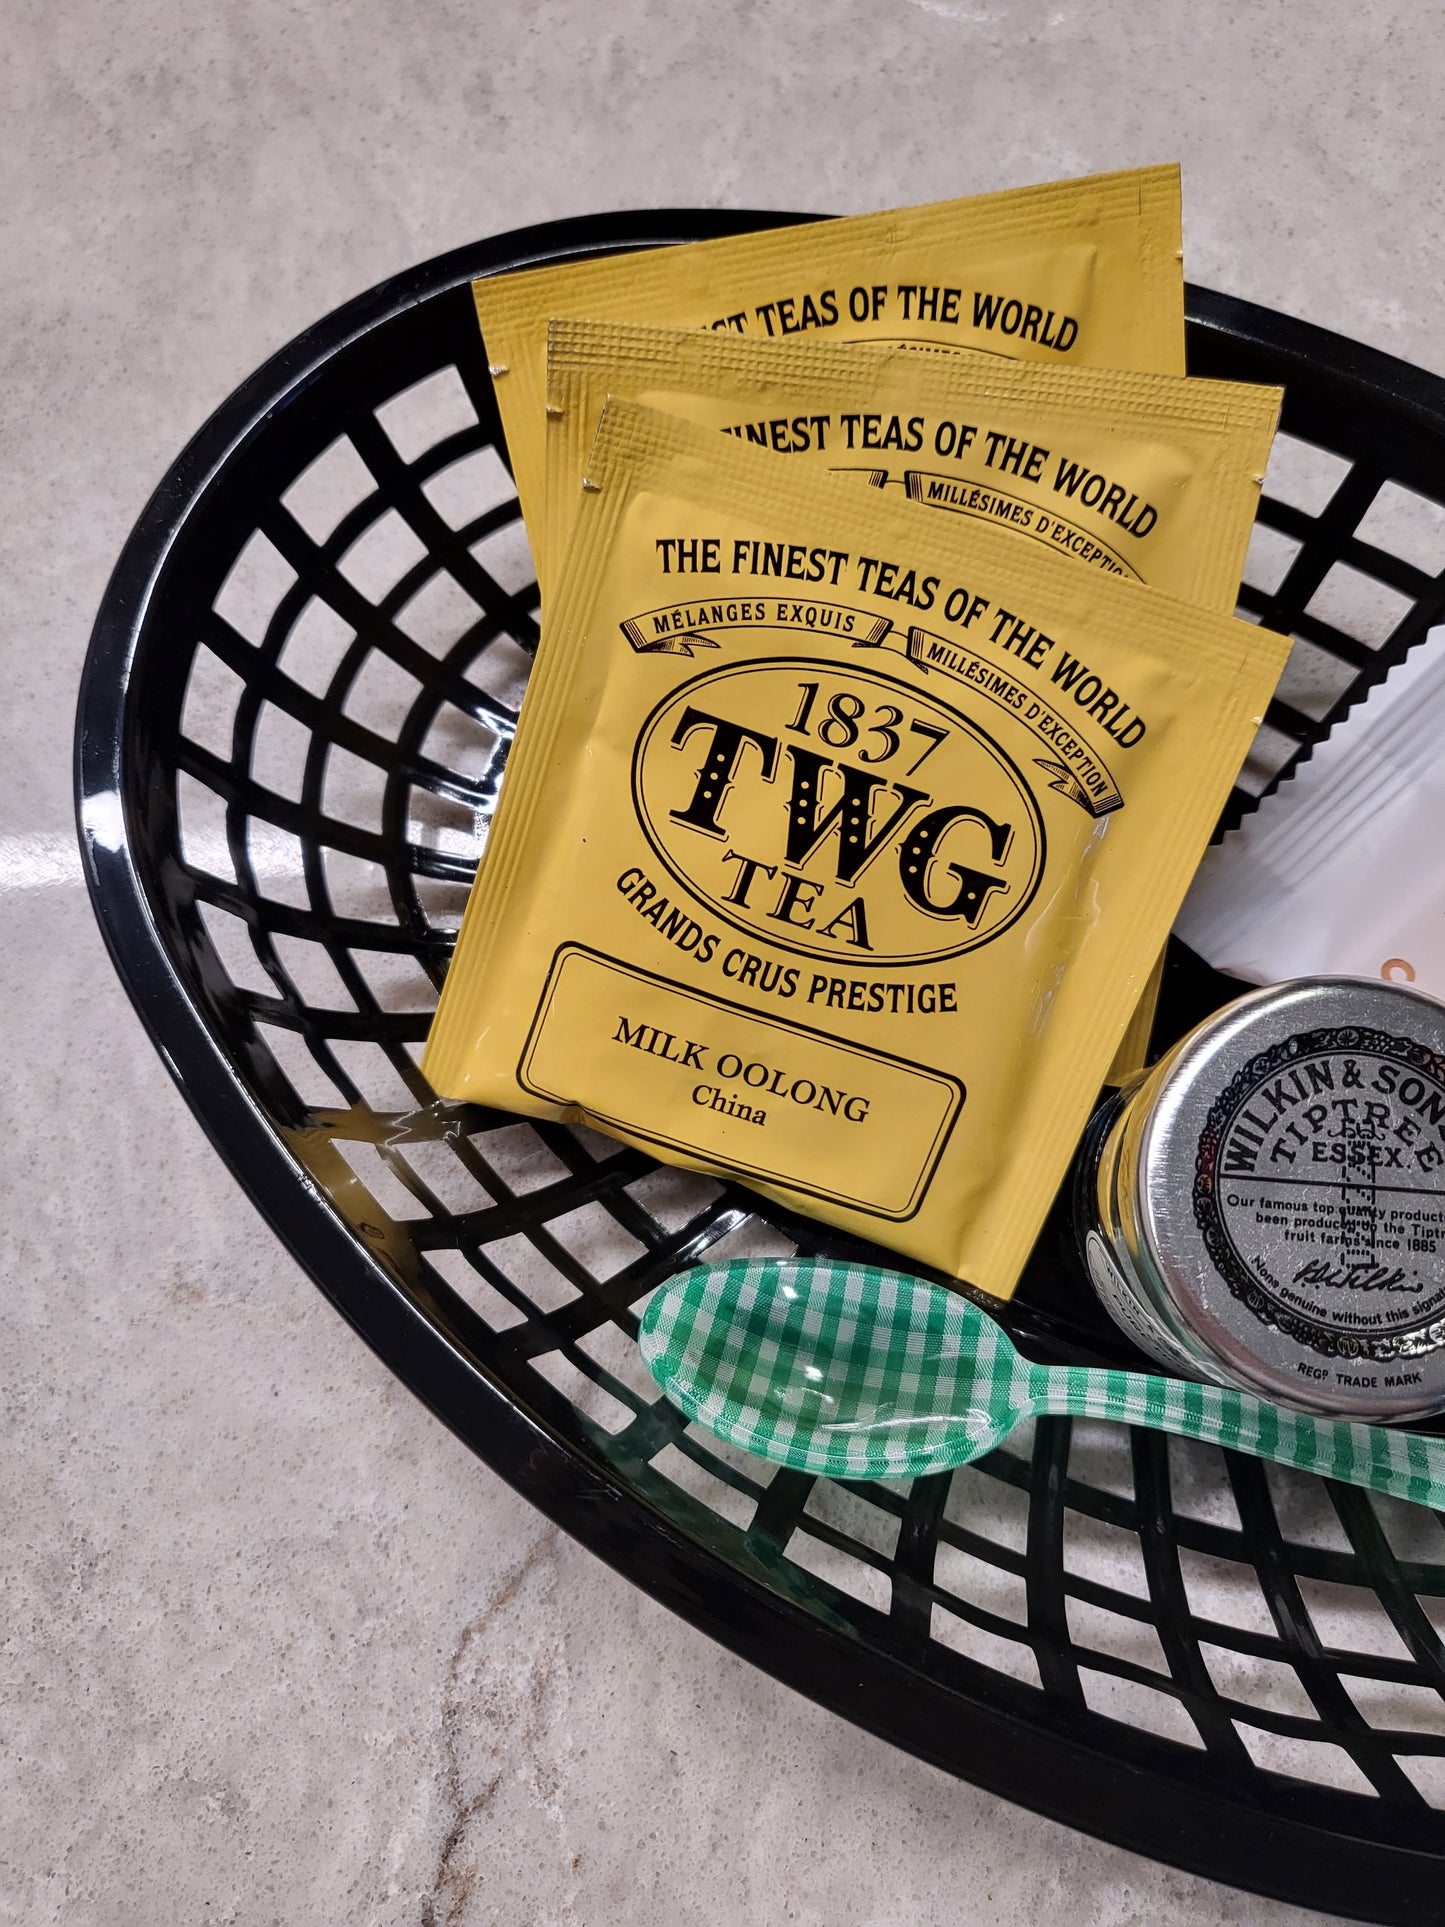 TEAS OF THE WORLD
FINEST TEAS OF THE WORLD
MILLÉSIMES D'EXCEPTION
THE FINEST TEAS OF THE WORLD
MÉLANGES EXQUIS
MILLÉSIMES D'EXCEPTION
1837
TWG
TEA
GRANDS CRUS PRESTIGE
MILK OOLONG
China
WILKIN & SONS
TIPTREE
ESSEX.
Our famous top quality product
been produced on the Tiptr
fruit farms since 1885
None genuine without this signat
REGD TRADE MARK